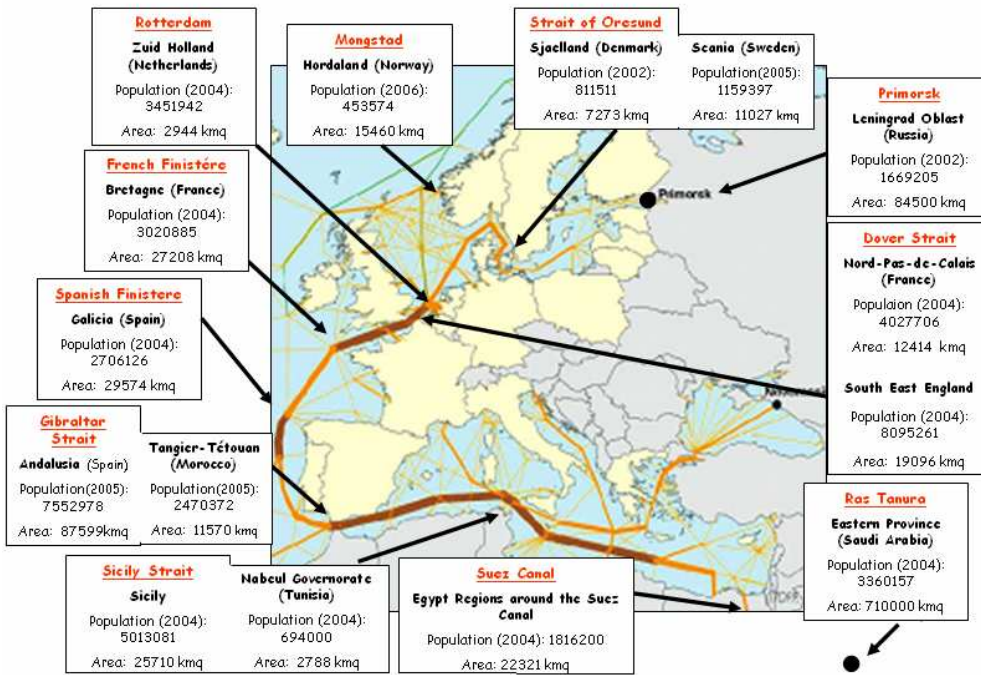 Rotterdam
Zuid Holland
(Netherlands)
Population (2004):
3451942
Area: 2944 kmq
Mongstad
Hordaland (Norway)
Population (2006):
453574
Area: 15460 kmq
Strait of Oresund
Sjaelland (Denmark)
Population (2002):
811511
Area: 7273 kmq
Scania (Sweden)
Population(2005):
1159397
Area: 11027 kmq
Primorsk
Leningrad Oblast
(Russia)
Population (2002):
1669205
Area: 84500 kmq
French Finistére
Bretagne (France)
Population (2004):
3020885
Area: 27208 kmq
Primorsk
Dover Strait
Nord-Pas-de-Calais
(France)
Populaion (2004):
4027706
Area: 12414 kmq
South East England
Population (2004):
8095261
Area: 19096 kmq
Spanish Finistere
Galicia (Spain)
Population (2004):
2706126
Area: 29574 kmq
Gibraltar
Strait
Andalusia (Spain)
Population(2005):
7552978
Area: 87599kmq
Tangier-Tétouan
(Morocco)
Population(2005):
2470372
Area: 11570 kmq
Ras Tanura
Eastern Province
(Saudi Arabia)
Population (2004):
3360157
Area: 710000 kmq
Sicily Strait
Sicily
Population (2004):
5013081
Area: 25710 kmq
Nabeul Governorate
(Tunisia)
Population (2004):
694000
Area: 2788 kmq
Suez Canal
Egypt Regions around the Suez
Canal
Population (2004): 1816200
Area: 22321 kmq